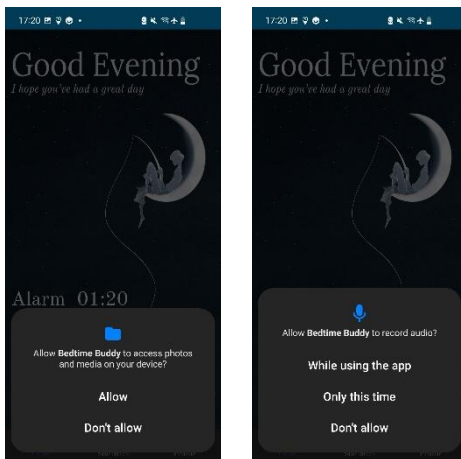 17:20
Good Evening
I hope you've had a great day
Alarm 01:20
Allow Bedtime Buddy to access photos
and media on your device?
Allow
Don't allow
17:20
Good Evening
I hope you've had a great day
Allow Bedtime Buddy to record audio?
While using the app
Only this time
Don't allow